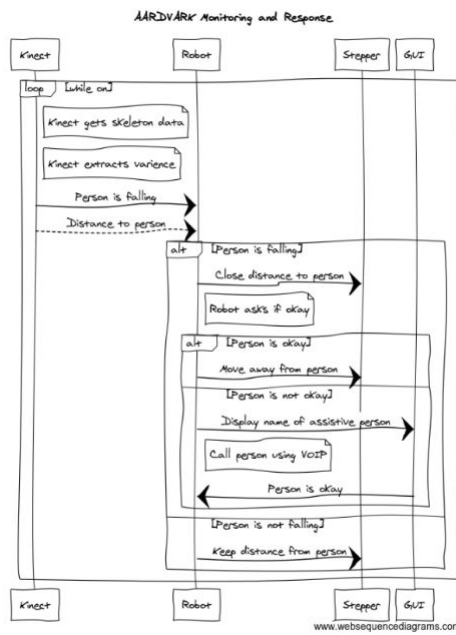 AARDVARK Monitoring and Response
Kinect
Robot
Stepper
GUI
loop [while on]
Kinect gets skeleton data
Kinect extracts varience
Person is falling
Distance to person
alt [Person is falling]
Close distance to person
Robot asks if okay
alt [Person is okay]
Move away from person
[Person is not okay]
Display name of assistive person
Call person using VOIP
Person is okay
[Person is not falling]
Keep distance from person
Kinect
Robot
Stepper
GUI
www.websequencediagrams.com